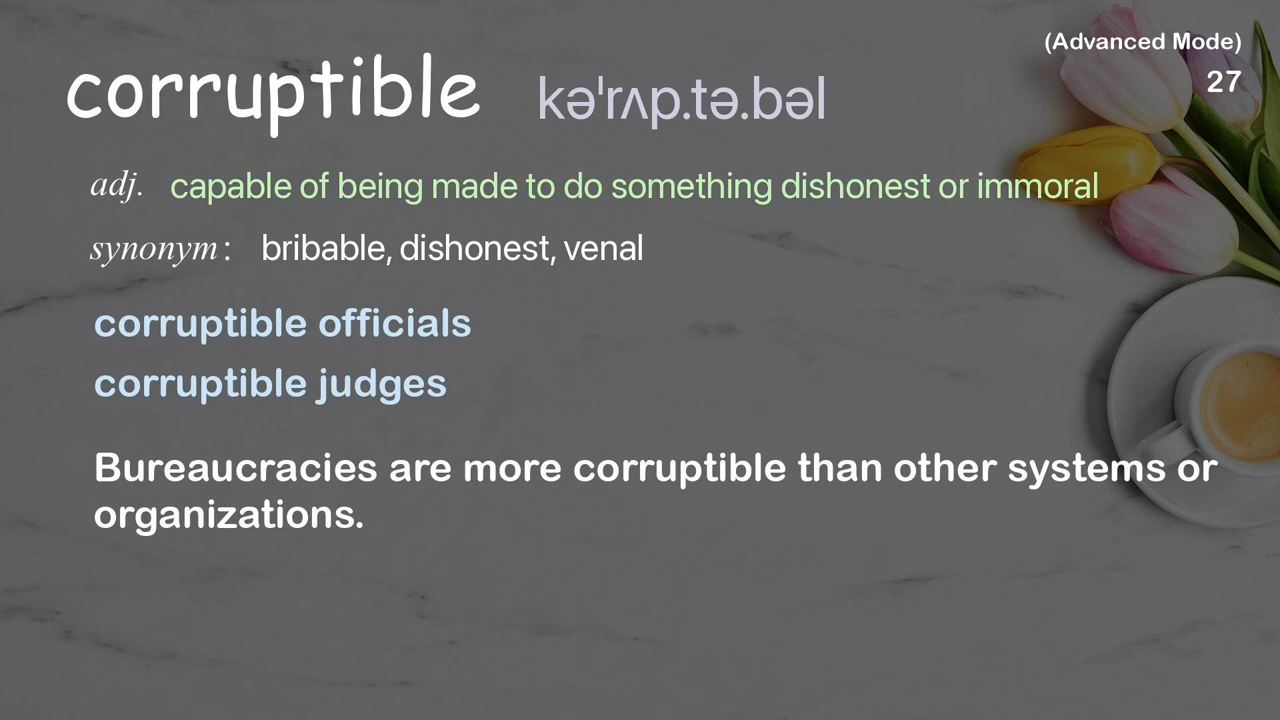 (Advanced Mode)
27
corruptible kəˈrʌp.tə.bəl
adj. capable of being made to do something dishonest or immoral
synonym: bribable, dishonest, venal
corruptible officials
corruptible judges
Bureaucracies are more corruptible than other systems or
organizations.